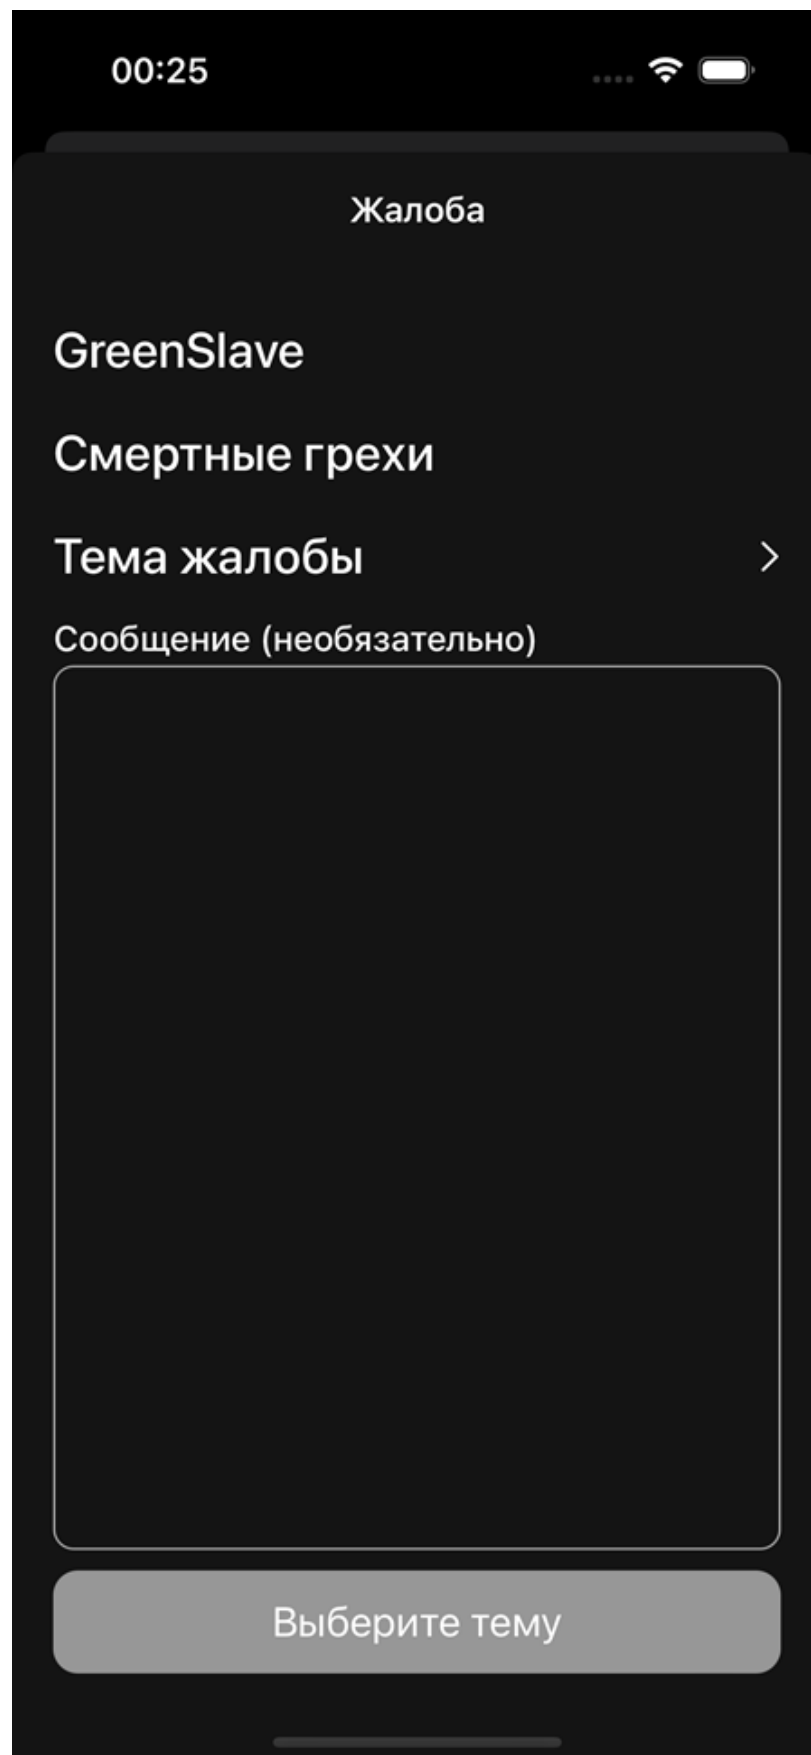 00:25
Жалоба
GreenSlave
Смертные грехи
Тема жалобы
Сообщение (необязательно)
Выберите тему